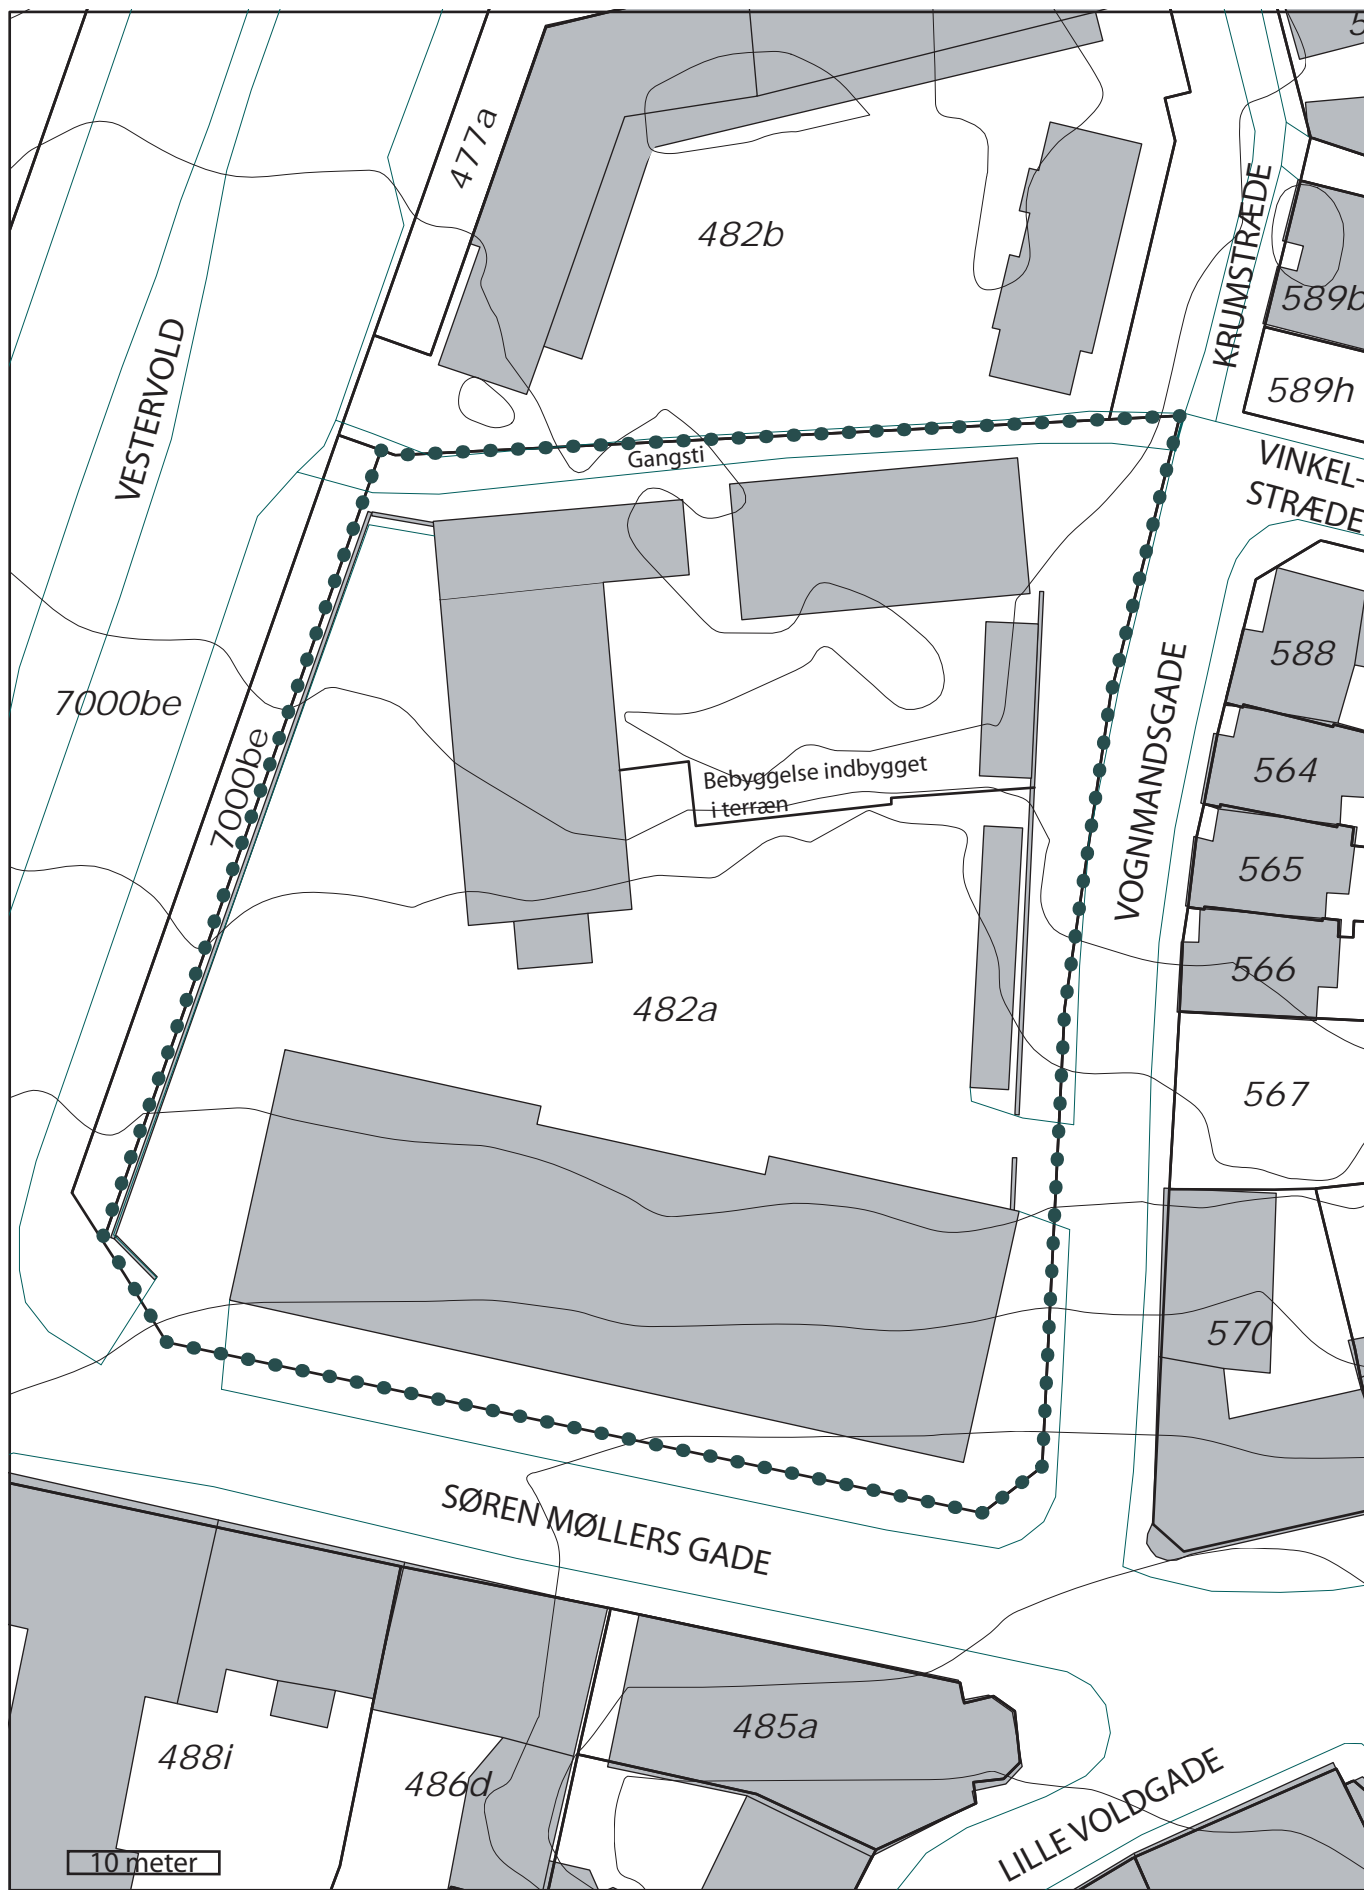 5
477a
482b
KRUMSTRÆDE
589b
VESTERVOLD
589h
Gangsti
VINKEL-
STRÆDE
588
7000be
7000be
VOGNMANDSGADE
564
Bebyggelse indbygget
i terræn
565
566
482a
567
570
SØREN MØLLERS GADE
485a
488i
486d
LILLE VOLDGADE
10 meter